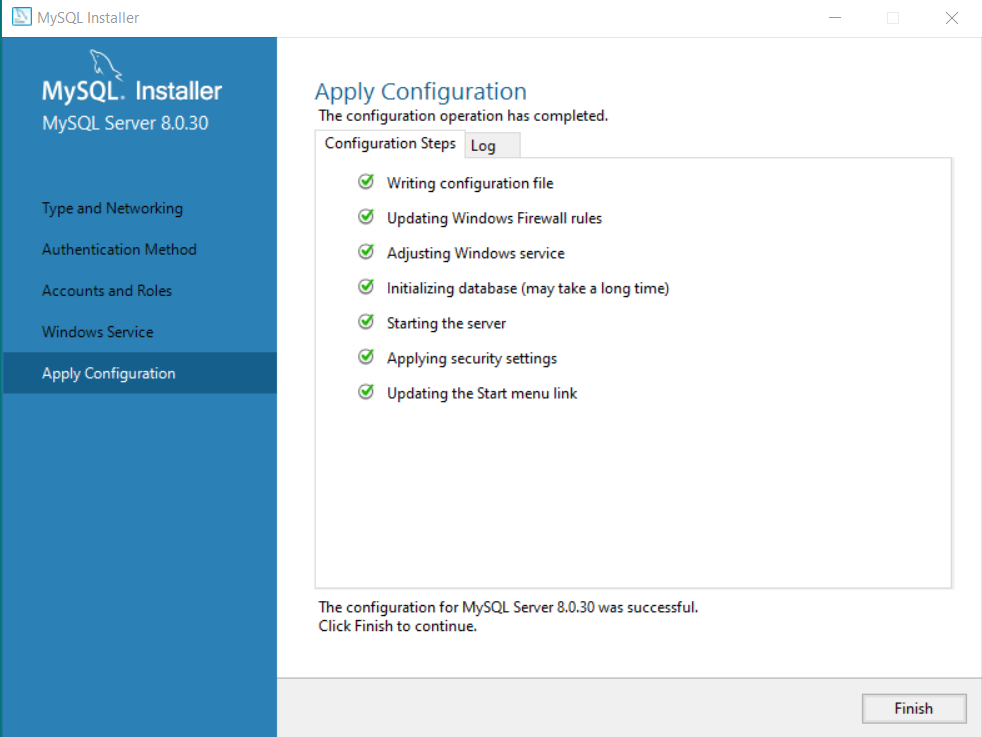 MySQL Installer
MySQL. Installer
MySQL Server 8.0.30
Type and Networking
Authentication Method
Accounts and Roles
Windows Service
Apply Configuration
Apply Configuration
The configuration operation has completed.
Configuration Steps Log
Writing configuration file
Updating Windows Firewall rules
Adjusting Windows service
Initializing database (may take a long time)
Starting the server
Applying security settings
Updating the Start menu link
The configuration for MySQL Server 8.0.30 was successful.
Click Finish to continue.
Finish